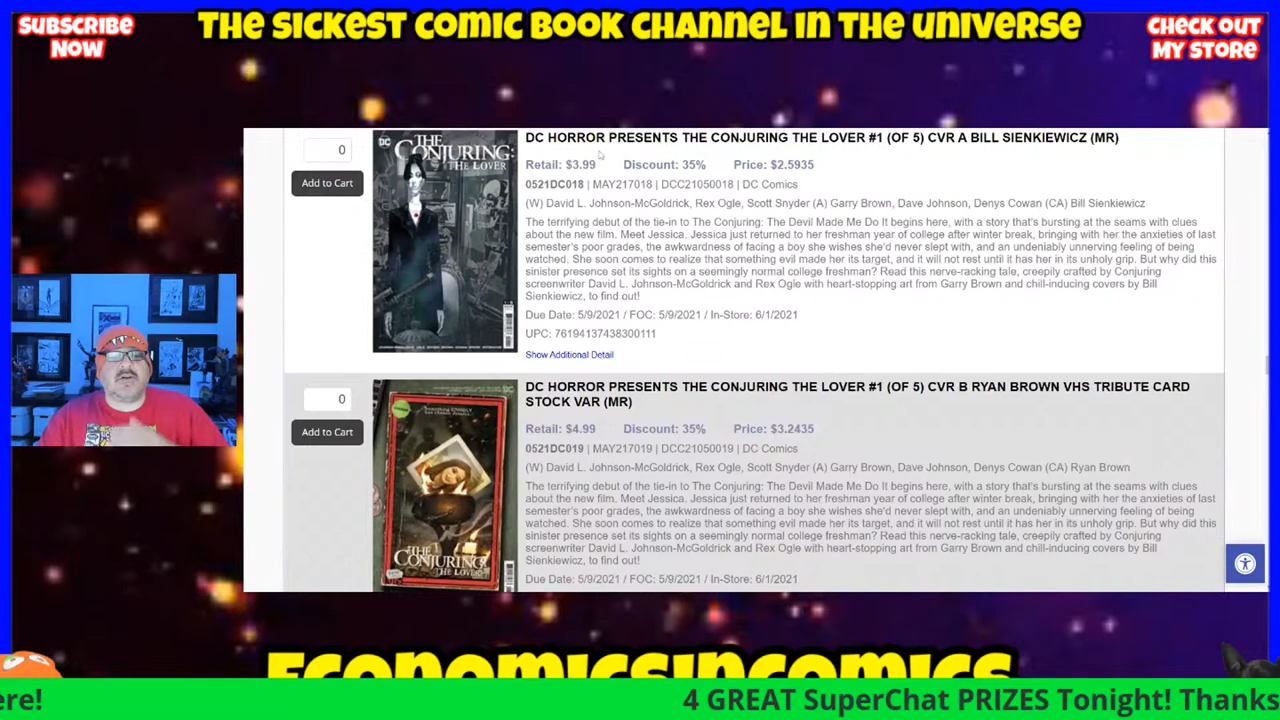 SUBSCRIBE
NOW
THE SICKEST COMIC BOOK CHANNEL IN THE UNIVERSE
CHECK OUT
MY STORE
0
Add to Cart
DC
THE
CONJURING:
THE LOVER
DC HORROR PRESENTS THE CONJURING THE LOVER #1 (OF 5) CVR A BILL SIENKIEWICZ (MR)
Retail: $3.99 Discount: 35% Price: $2.5935
0521DC018 | MAY217018 | DCC21050018 | DC Comics
(W) David L. Johnson-McGoldrick, Rex Ogle, Scott Snyder (A) Garry Brown, Dave Johnson, Denys Cowan (CA) Bill Sienkiewicz
The terrifying debut of the tie-in to The Conjuring: The Devil Made Me Do It begins here, with a story that's bursting at the seams with clues
about the new film. Meet Jessica. Jessica just returned to her freshman year of college after winter break, bringing with her the anxieties of last
semester's poor grades, the awkwardness of facing a boy she wishes she'd never slept with, and an undeniably unnerving feeling of being
watched. She soon comes to realize that something evil made her its target, and it will not rest until it has her in its unholy grip. But why did this
sinister presence set its sights on a seemingly normal college freshman? Read this nerve-racking tale, creepily crafted by Conjuring
screenwriter David L. Johnson-McGoldrick and Rex Ogle with heart-stopping art from Garry Brown and chill-inducing covers by Bill
Sienkiewicz, to find out!
Due Date: 5/9/2021 / FOC: 5/9/2021 / In-Store: 6/1/2021
UPC: 76194137438300111
Show Additional Detail
0
Add to Cart
THE
CONJURING
THE LOVER
DC HORROR PRESENTS THE CONJURING THE LOVER #1 (OF 5) CVR B RYAN BROWN VHS TRIBUTE CARD
STOCK VAR (MR)
Retail: $4.99 Discount: 35% Price: $3.2435
0521DC019 | MAY217019 | DCC21050019 | DC Comics
(W) David L. Johnson-McGoldrick, Rex Ogle, Scott Snyder (A) Garry Brown, Dave Johnson, Denys Cowan (CA) Ryan Brown
The terrifying debut of the tie-in to The Conjuring: The Devil Made Me Do It begins here, with a story that's bursting at the seams with clues
about the new film. Meet Jessica. Jessica just returned to her freshman year of college after winter break, bringing with her the anxieties of last
semester's poor grades, the awkwardness of facing a boy she wishes she'd never slept with, and an undeniably unnerving feeling of being
watched. She soon comes to realize that something evil made her its target, and it will not rest until it has her in its unholy grip. But why did this
sinister presence set its sights on a seemingly normal college freshman? Read this nerve-racking tale, creepily crafted by Conjuring
screenwriter David L. Johnson-McGoldrick and Rex Ogle with heart-stopping art from Garry Brown and chill-inducing covers by Bill
Sienkiewicz, to find out!
Due Date: 5/9/2021 / FOC: 5/9/2021 / In-Store: 6/1/2021
ECONOMICSINCOMICS
ere! 4 GREAT SuperChat PRIZES Tonight! Thanks